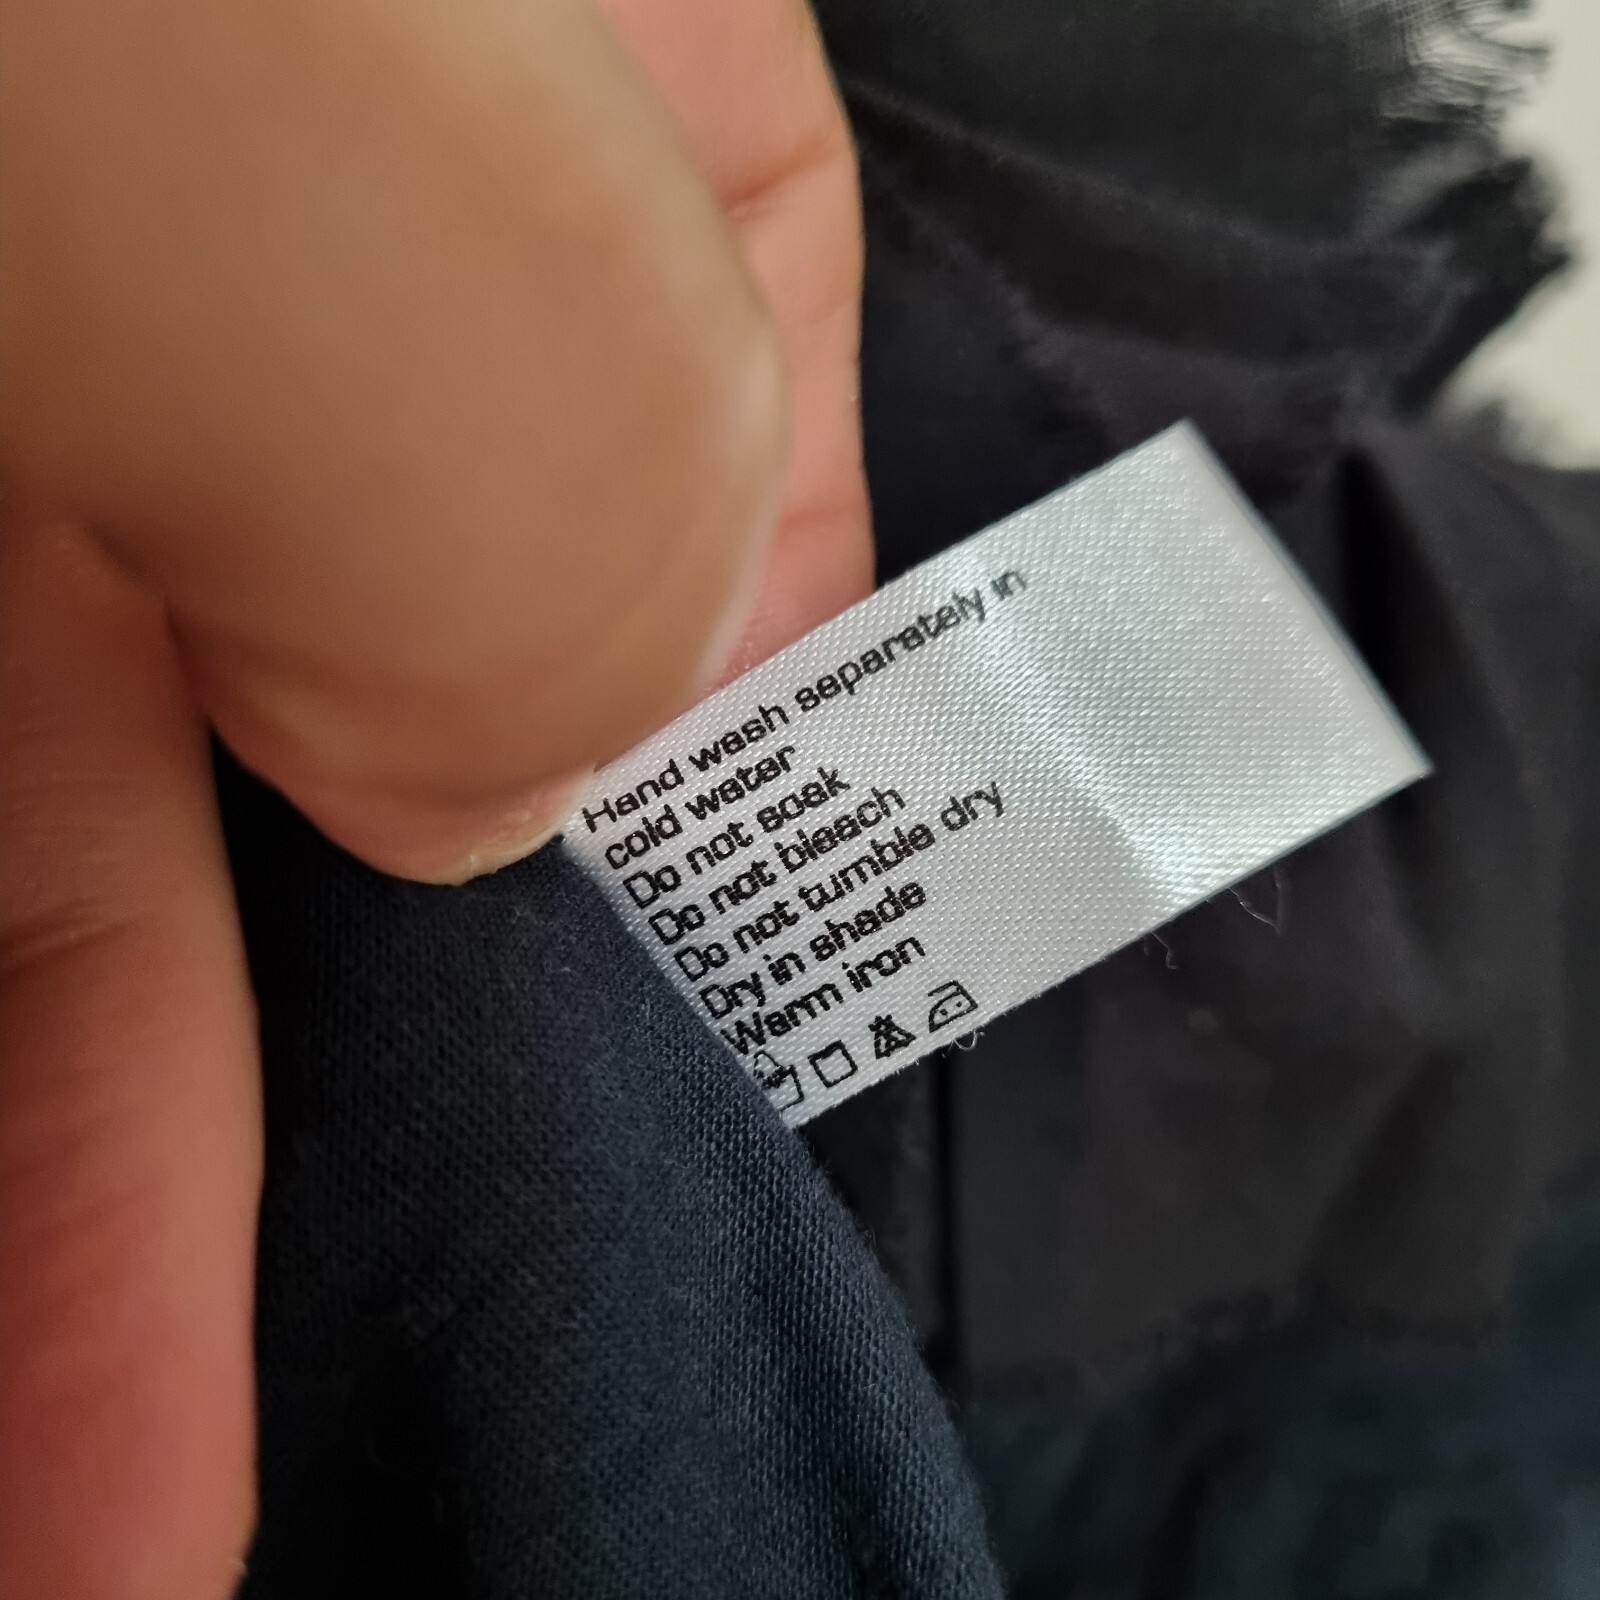 Hand wash separately in
cold water
Do not soak
Do not bleach
Do not tumble dry
Dry in shade
Warm iron